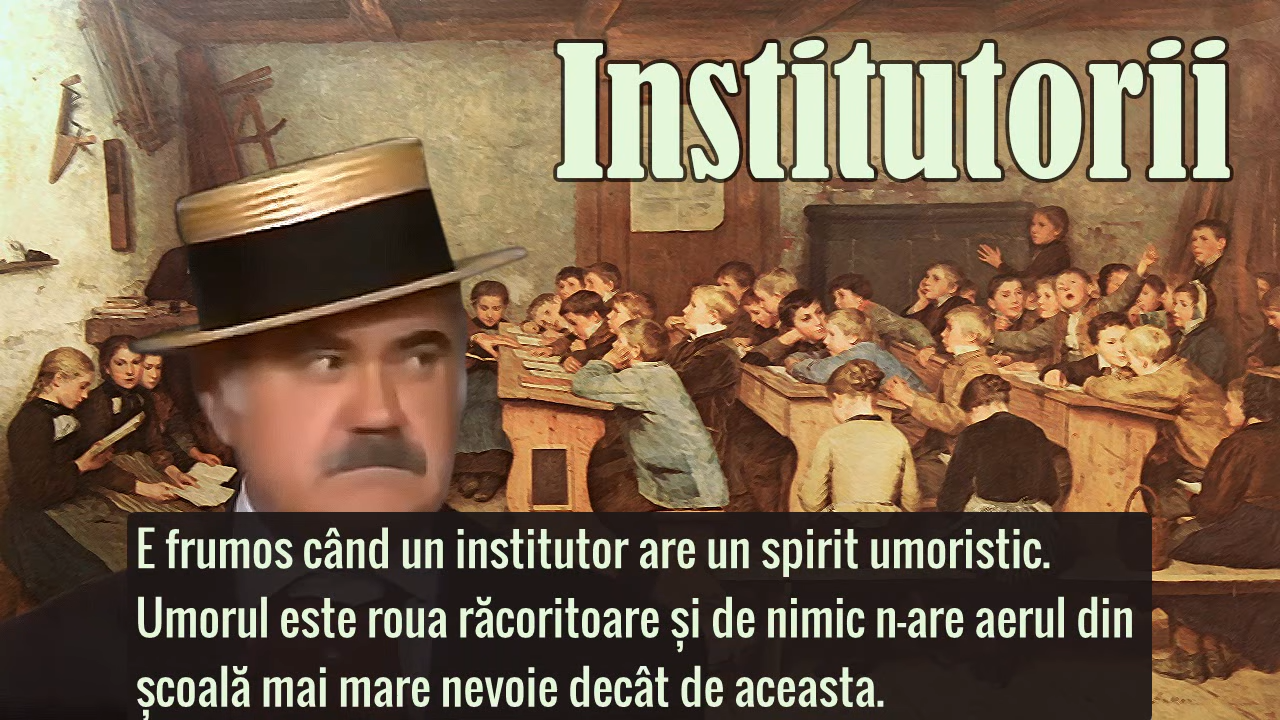 Institutorii
E frumos când un institutor are un spirit umoristic.
Umorul este roua răcoritoare și de nimic n-are aerul din
școală mai mare nevoie decât de aceasta.